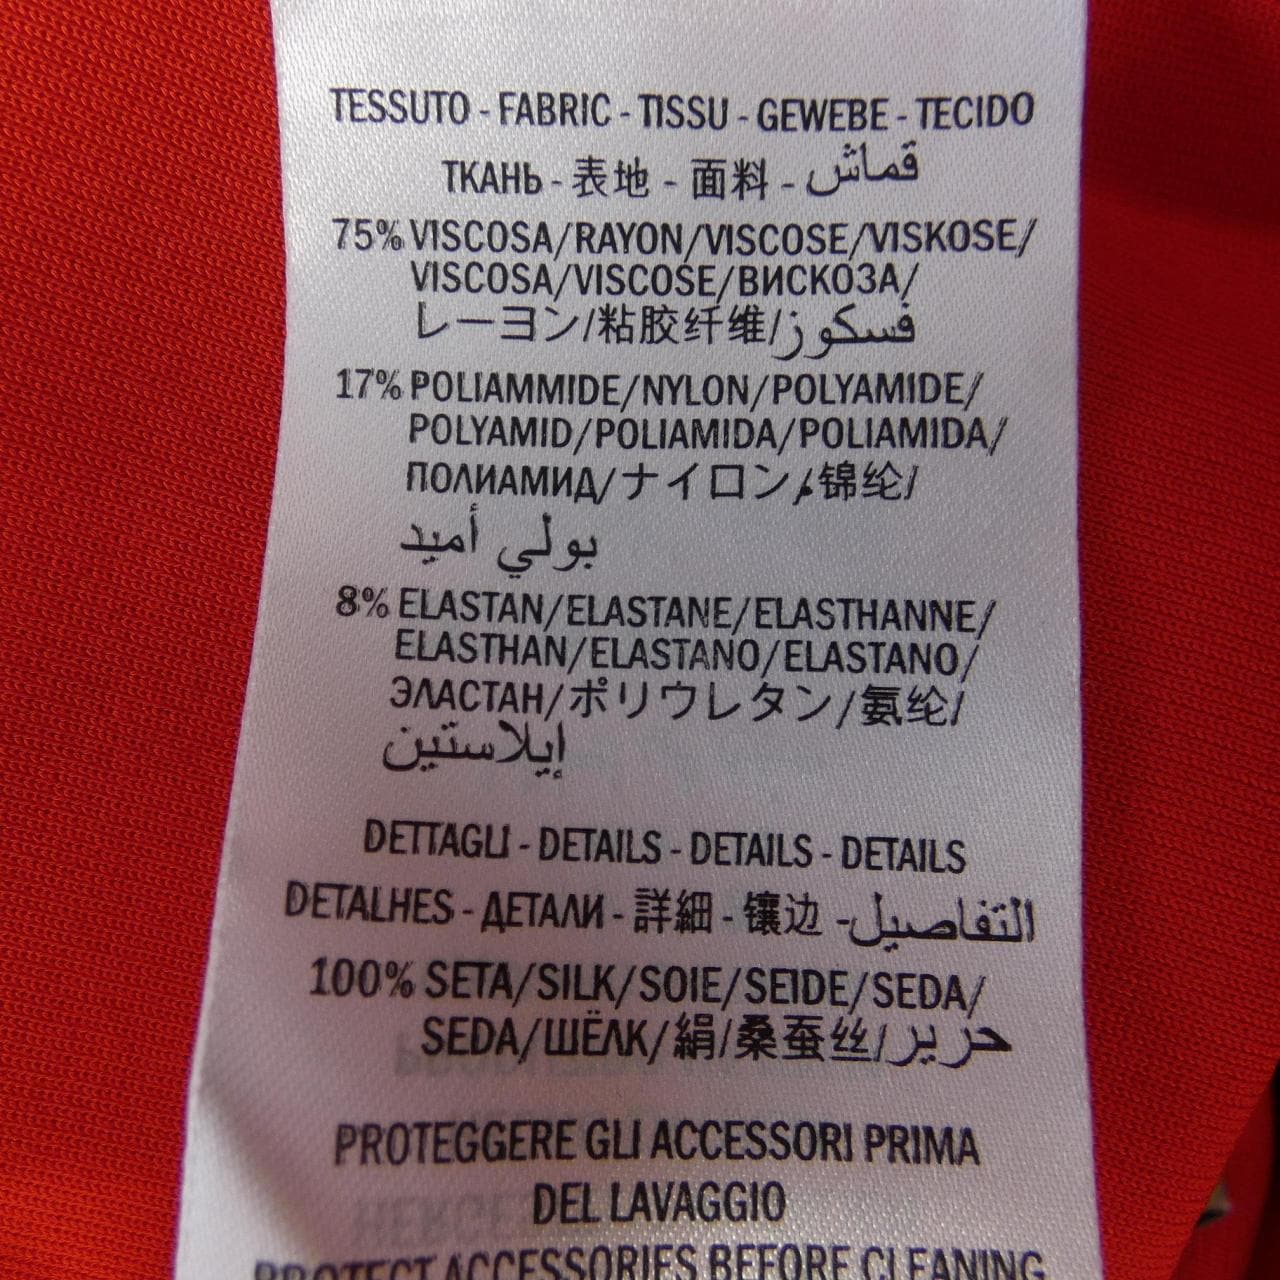 TESSUTO - FABRIC - TISSU - GEWEBE - TECIDO
ТКАНЬ - 表地 - 面料 - قماش
75% VISCOSA/RAYON/VISCOSE/VISKOSE/
VISCOSA/VISCOSE/ВИСКОЗА/
レーヨン/粘胶纤维/فسكوز
17% POLIAMMIDE/NYLON/POLYAMIDE/
POLYAMID/POLIAMIDA/POLIAMIDA/
ПОЛИАМИД/ナイロン/锦纶/
بولي أميد
8% ELASTAN/ELASTANE/ELASTHANNE/
ELASTHAN/ELASTANO/ELASTANO/
ЭЛАСТАН/ポリウレタン/氨纶/
إيلاستين
DETTAGLI - DETAILS - DETAILS - DETAILS
DETALHES - ДЕТАЛИ - 詳細 - 镶边 - التفاصيل
100% SETA/SILK/SOIE/SEIDE/SEDA/
SEDA/ШЁЛК/絹/桑蚕丝/حرير
PROTEGGERE GLI ACCESSORI PRIMA
DEL LAVAGGIO
PROTECT ACCESSORIES BEFORE CLEANING